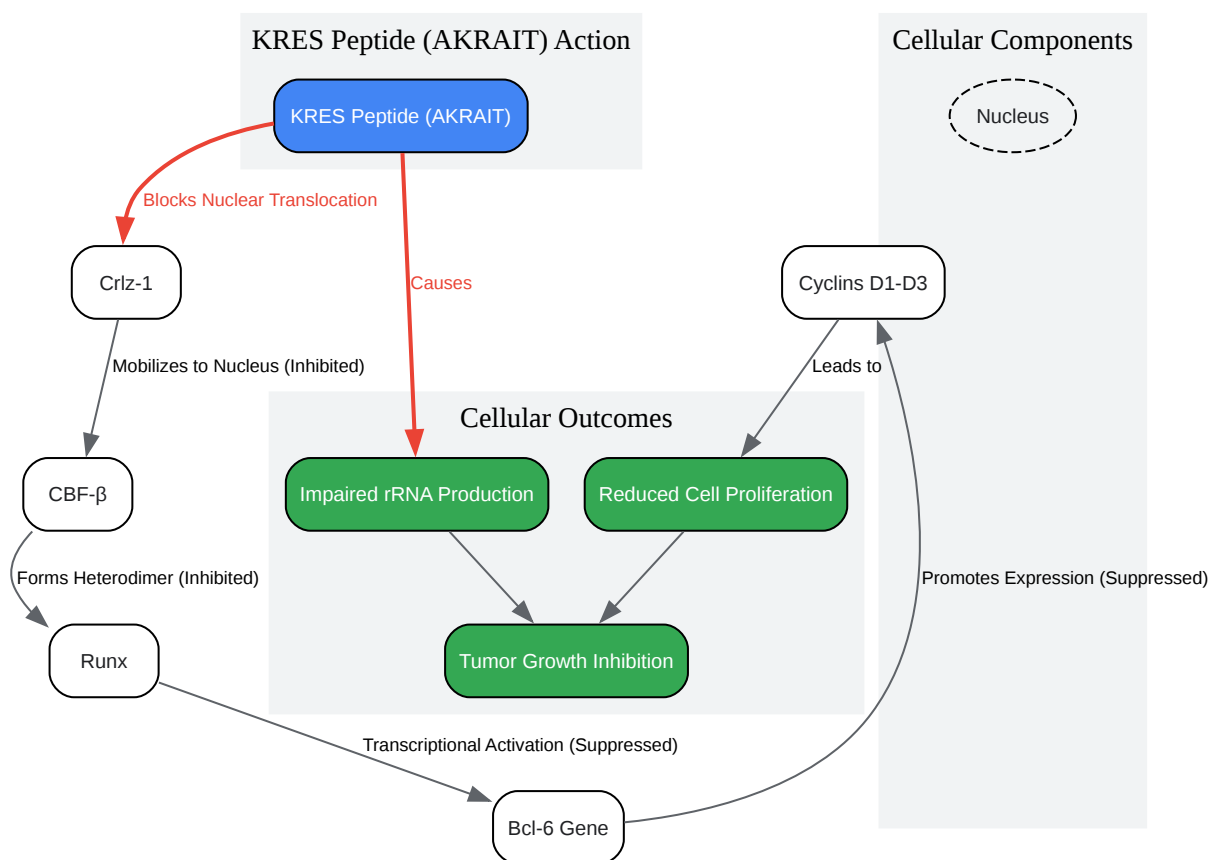 KRES Peptide (AKRAIT) Action
Cellular Components
KRES Peptide (AKRAIT)
Nucleus
Blocks Nuclear Translocation
Crlz-1
Causes
Cyclins D1-D3
Mobilizes to Nucleus (Inhibited)
Leads to
Cellular Outcomes
CBF-β
Impaired rRNA Production
Reduced Cell Proliferation
Forms Heterodimer (Inhibited)
Promotes Expression (Suppressed)
Runx
Tumor Growth Inhibition
Transcriptional Activation (Suppressed)
Bcl-6 Gene